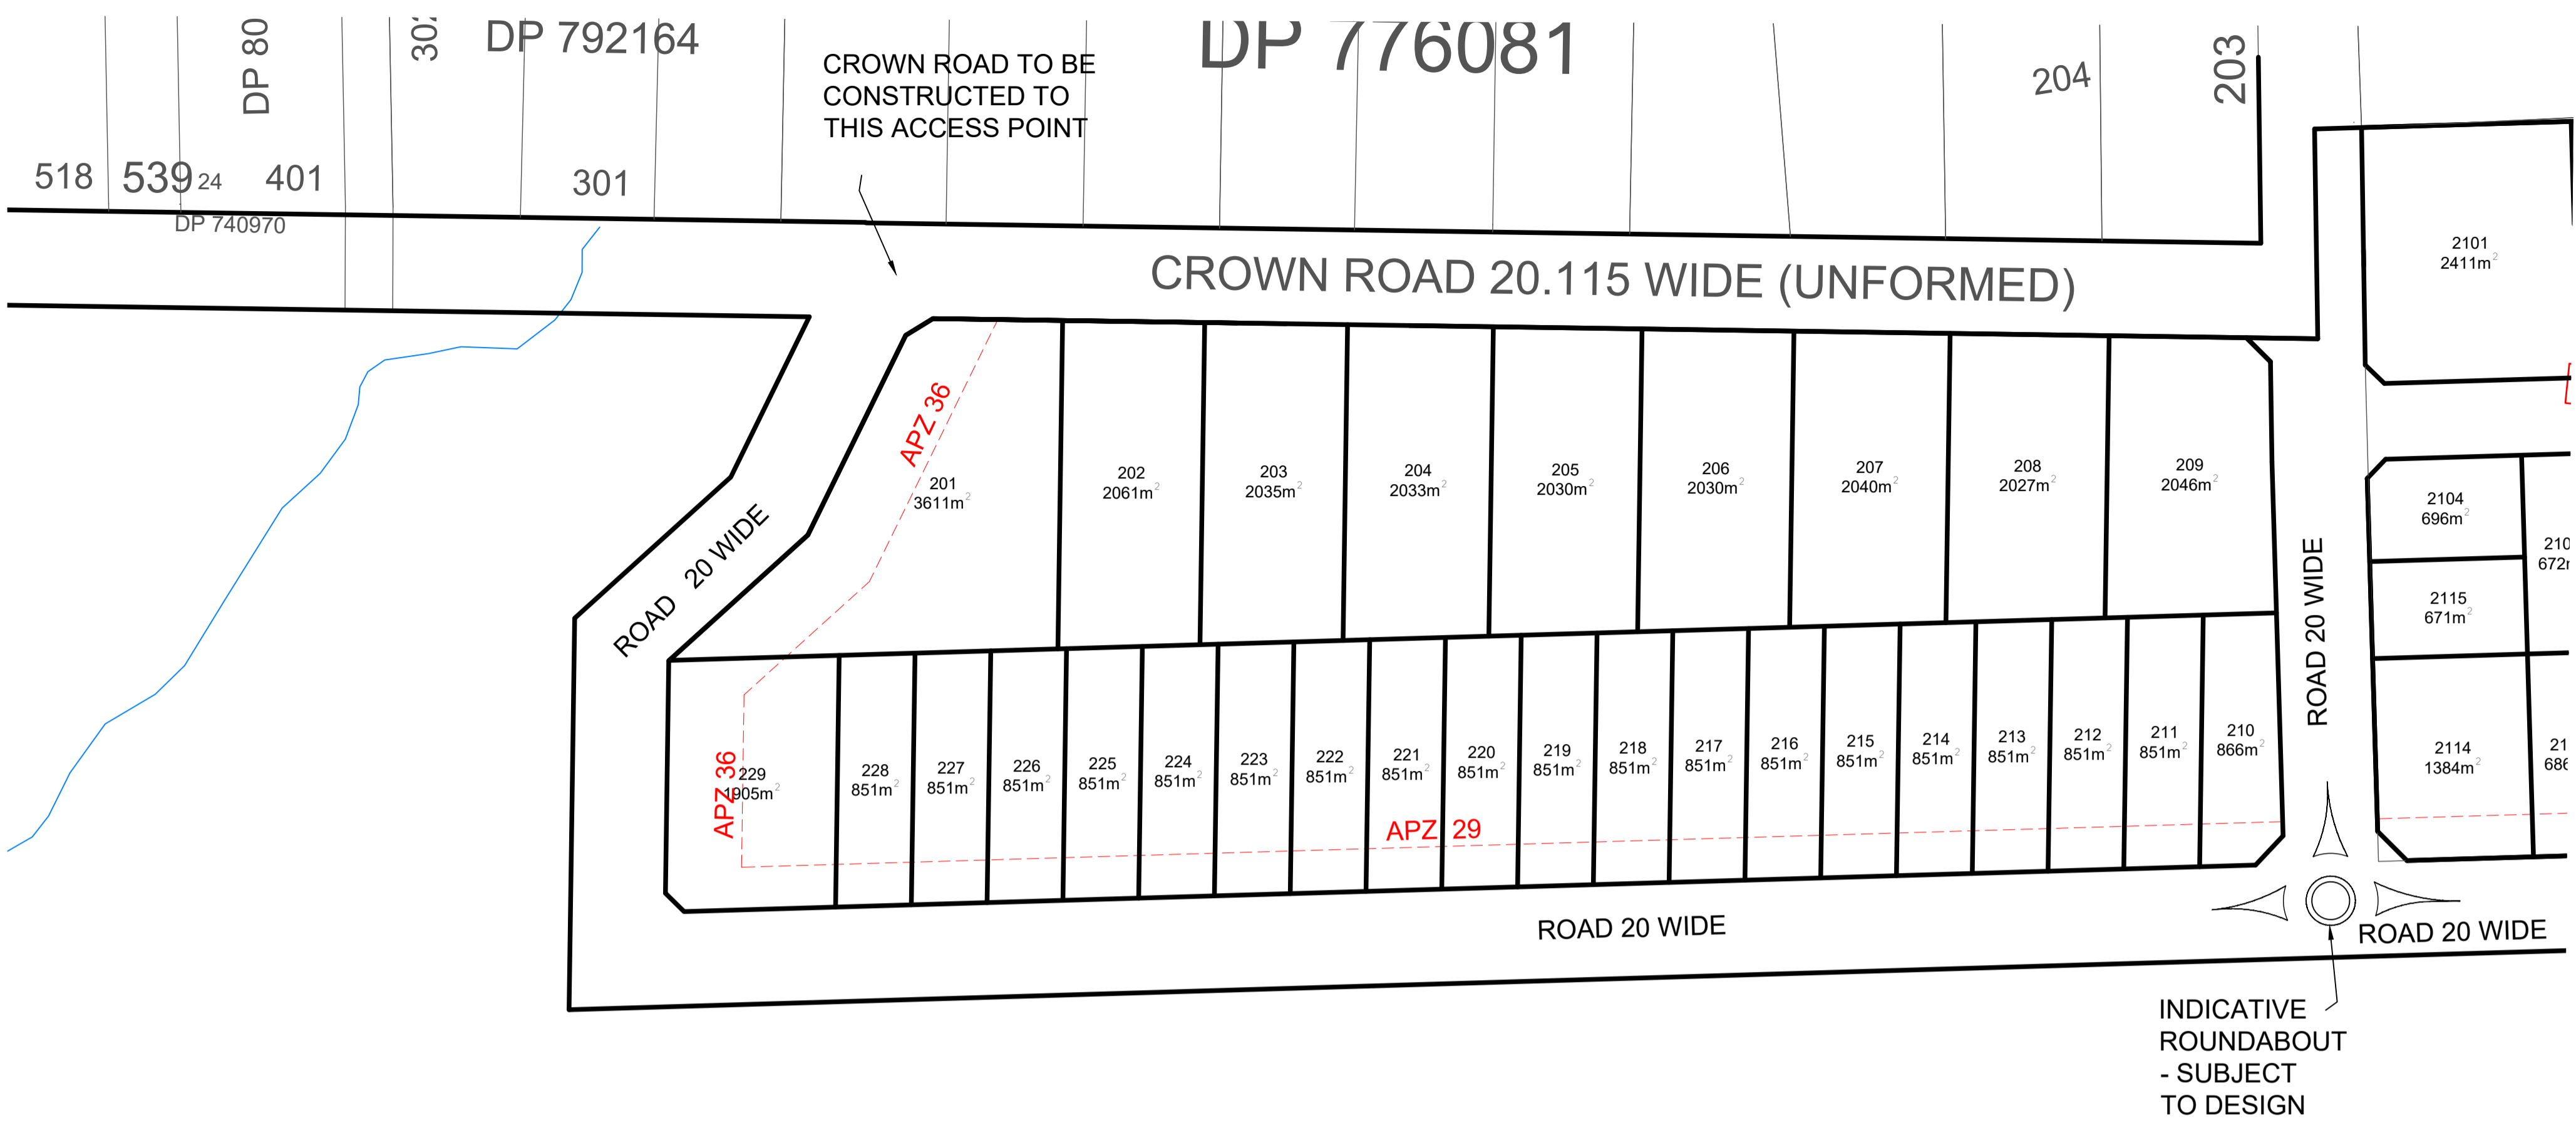 DP 80
302
DP 792164
DP 776081
204
203
CROWN ROAD TO BE
CONSTRUCTED TO
THIS ACCESS POINT
518
539
24
401
301
DP 740970
CROWN ROAD 20.115 WIDE (UNFORMED)
2101
2411m²
APZ 36
201
3611m²
202
2061m²
203
2035m²
204
2033m²
205
2030m²
206
2030m²
207
2040m²
208
2027m²
209
2046m²
2104
696m²
2115
671m²
ROAD 20 WIDE
ROAD 20 WIDE
APZ 36
229
1905m²
228
851m²
227
851m²
226
851m²
225
851m²
224
851m²
223
851m²
222
851m²
221
851m²
220
851m²
219
851m²
218
851m²
217
851m²
216
851m²
215
851m²
214
851m²
213
851m²
212
851m²
211
851m²
210
866m²
2114
1384m²
APZ 29
ROAD 20 WIDE
ROAD 20 WIDE
INDICATIVE
ROUNDABOUT
- SUBJECT
TO DESIGN